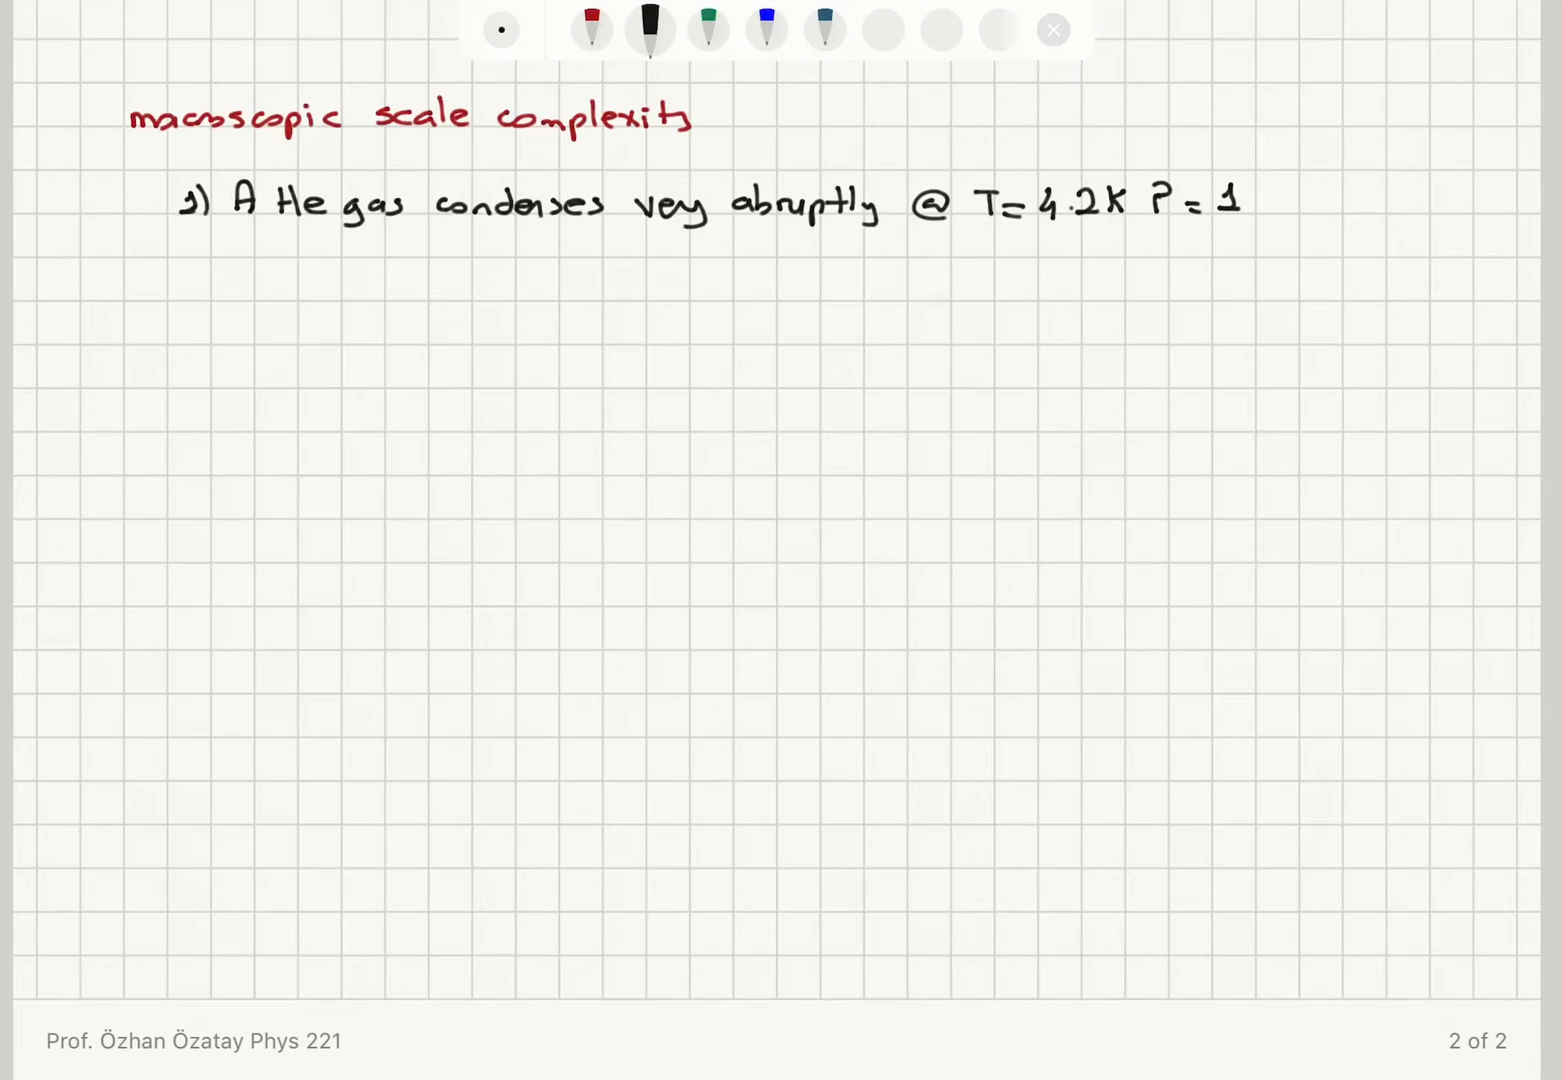 macroscopic scale complexity
1) A He gas condenses very abruptly @ T = 4.2K P = 1
Prof. Özhan Özatay Phys 221
2 of 2